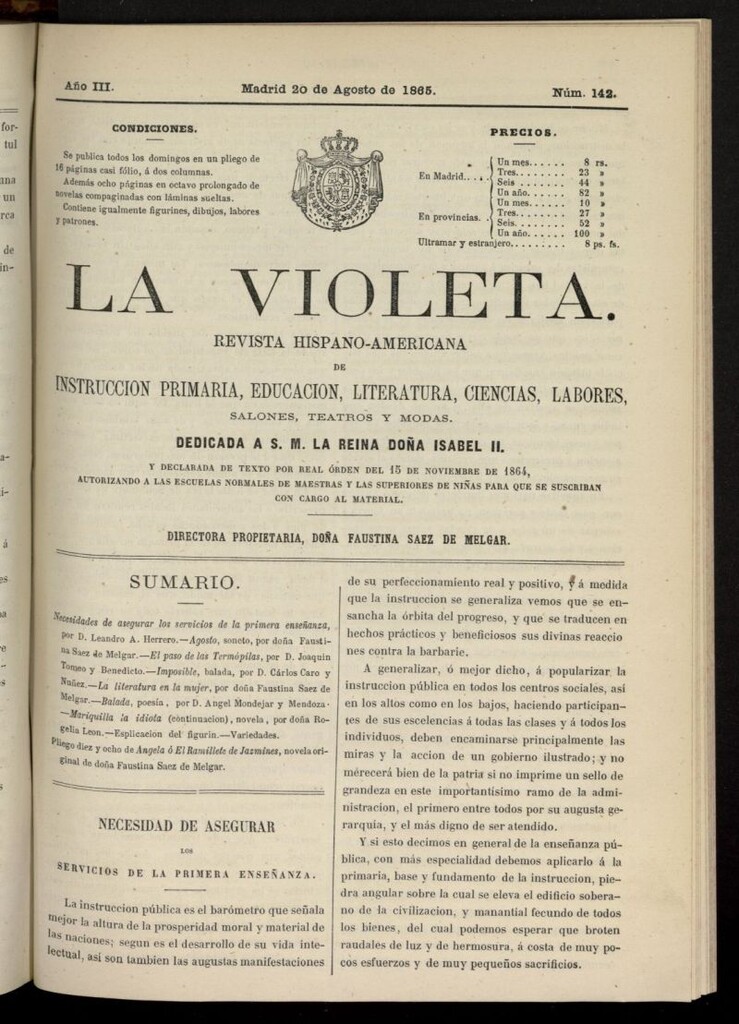 Año III.
Madrid 20 de Agosto de 1865.
Núm. 142.
CONDICIONES.
Se publica todos los domingos en un pliego de
16 páginas casi fólio, á dos columnas.
Además ocho páginas en octavo prolongado de
novelas compaginadas con láminas sueltas.
Contiene igualmente figurines, dibujos, labores
y patrones.
PRECIOS.
En Madrid....
Un mes...... 8 rs.
Tres....... 23 »
Seis....... 44 »
Un año..... 82 »
En provincias. .
Un mes..... 10 »
Tres....... 27 »
Seis....... 52 »
Un año..... 100 »
Ultramar y estranjero......... 8 ps. fs.
LA VIOLETA.
REVISTA HISPANO-AMERICANA
DE
INSTRUCCION PRIMARIA, EDUCACION, LITERATURA, CIENCIAS, LABORES,
SALONES, TEATROS Y MODAS.
DEDICADA A S. M. LA REINA DOÑA ISABEL II.
Y DECLARADA DE TEXTO POR REAL ÓRDEN DEL 15 DE NOVIEMBRE DE 1864,
AUTORIZANDO A LAS ESCUELAS NORMALES DE MAESTRAS Y LAS SUPERIORES DE NIÑAS PARA QUE SE SUSCRIBAN
CON CARGO AL MATERIAL.
DIRECTORA PROPIETARIA, DOÑA FAUSTINA SAEZ DE MELGAR.
SUMARIO.
Necesidades de asegurar los servicios de la primera enseñanza,
por D. Leandro A. Herrero.—Agosto, soneto, por doña Fausti-
na Saez de Melgar.—El paso de las Termópilas, por D. Joaquin
Tomeo y Benedicto.—Imposible, balada, por D. Cárlos Caro y
Nuñez.—La literatura en la mujer, por doña Faustina Saez de
Melgar.—Balada, poesía, por D. Angel Mondejar y Mendoza.
—Mariquilla la idiota (continuacion), novela, por doña Ro-
gelia Leon.—Esplicacion del figurin.—Variedades.
Pliego diez y ocho de Angela ó El Ramillete de Jazmines, novela ori-
ginal de doña Faustina Saez de Melgar.
NECESIDAD DE ASEGURAR
LOS
SERVICIOS DE LA PRIMERA ENSEÑANZA.
La instruccion pública es el barómetro que señala
mejor la altura de la prosperidad moral y material de
las naciones; segun es el desarrollo de su vida inte-
lectual, así son tambien las augustas manifestaciones
de su perfeccionamiento real y positivo, y á medida
que la instruccion se generaliza vemos que se en-
sancha la órbita del progreso, y que se traducen en
hechos prácticos y beneficiosos sus divinas reaccio
nes contra la barbarie.
A generalizar, ó mejor dicho, á popularizar la
instruccion pública en todos los centros sociales, así
en los altos como en los bajos, haciendo participan-
tes de sus escelencias á todas las clases y á todos los
individuos, deben encaminarse principalmente las
miras y la accion de un gobierno ilustrado; y no
merecerá bien de la patria si no imprime un sello de
grandeza en este importantísimo ramo de la admi-
nistracion, el primero entre todos por su augusta ge-
rarquía, y el más digno de ser atendido.
Y si esto decimos en general de la enseñanza pú-
blica, con más especialidad debemos aplicarlo á la
primaria, base y fundamento de la instruccion, pie-
dra angular sobre la cual se eleva el edificio sobera-
no de la civilizacion, y manantial fecundo de todos
los bienes, del cual podemos esperar que broten
raudales de luz y de hermosura, á costa de muy po-
cos esfuerzos y de muy pequeños sacrificios.